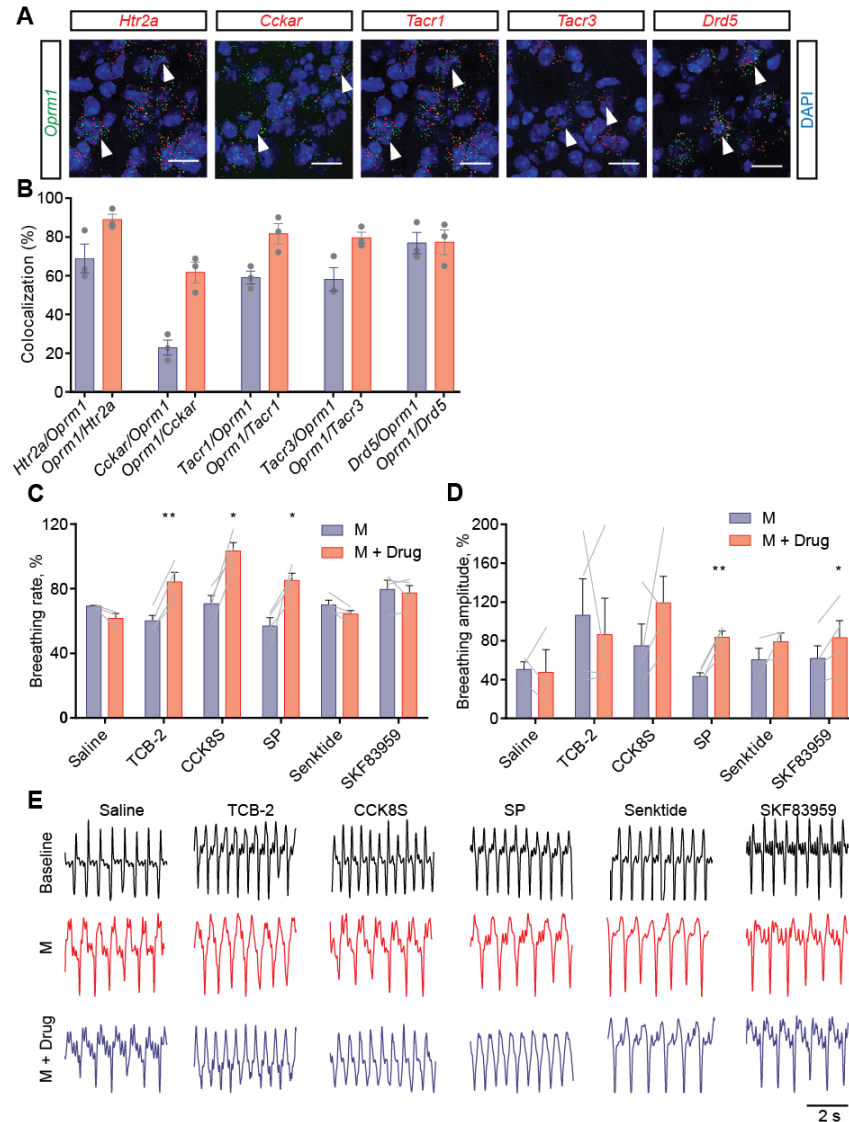 A
Htr2a Cckar Tacr1 Tacr3 Drd5
Oprm1
DAPI
B
Colocalization (%)
100
80
60
40
20
0
Htr2a/Oprm1
Oprm1/Htr2a
Cckar/Oprm1
Oprm1/Cckar
Tacr1/Oprm1
Oprm1/Tacr1
Tacr3/Oprm1
Oprm1/Tacr3
Drd5/Oprm1
Oprm1/Drd5
C
Breeathing rate, %
120
80
60
0
** * *
M
M + Drug
Saline
TCB-2
CCK8S
SP
Senktide
SKF83959
D
Breeathing amplitude, %
200
160
120
80
40
0
** *
M
M + Drug
Saline
TCB-2
CCK8S
SP
Senktide
SKF83959
E
Saline TCB-2 CCK8S SP Senktide SKF83959
Baseline
M
M + Drug
2 s